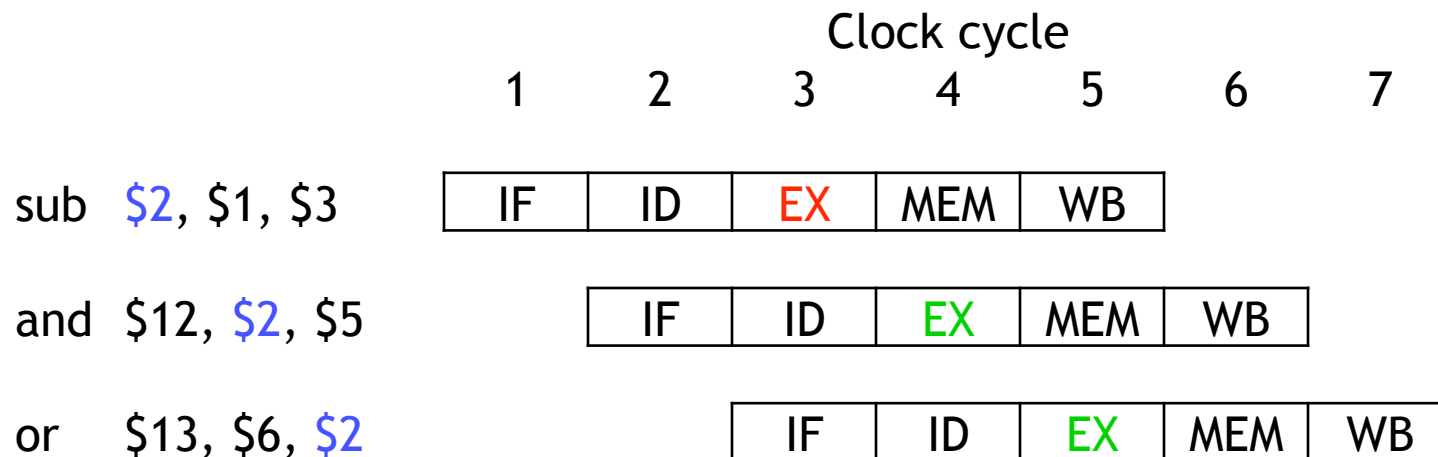 Clock cycle
1 2 3 4 5 6 7
sub $2, $1, $3 IF ID EX MEM WB
and $12, $2, $5 IF ID EX MEM WB
or $13, $6, $2 IF ID EX MEM WB